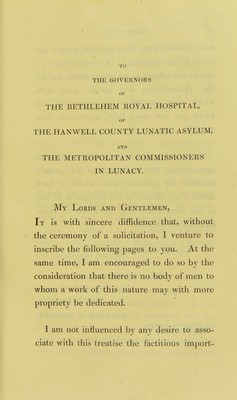 TO
THE GOVERNORS
OF
THE BETHLEHEM ROYAL HOSPITAL,
OF
THE HANWELL COUNTY LUNATIC ASYLUM,
AND
THE METROPOLITAN COMMISSIONERS
IN LUNACY.
My Lords and Gentlemen,
It is with sincere diffidence that, without
the ceremony of a solicitation, I venture to
inscribe the following pages to you. At the
same time, I am encouraged to do so by the
consideration that there is no body of men to
whom a work of this nature may with more
propriety be dedicated.
I am not influenced by any desire to asso-
ciate with this treatise the factitious import-